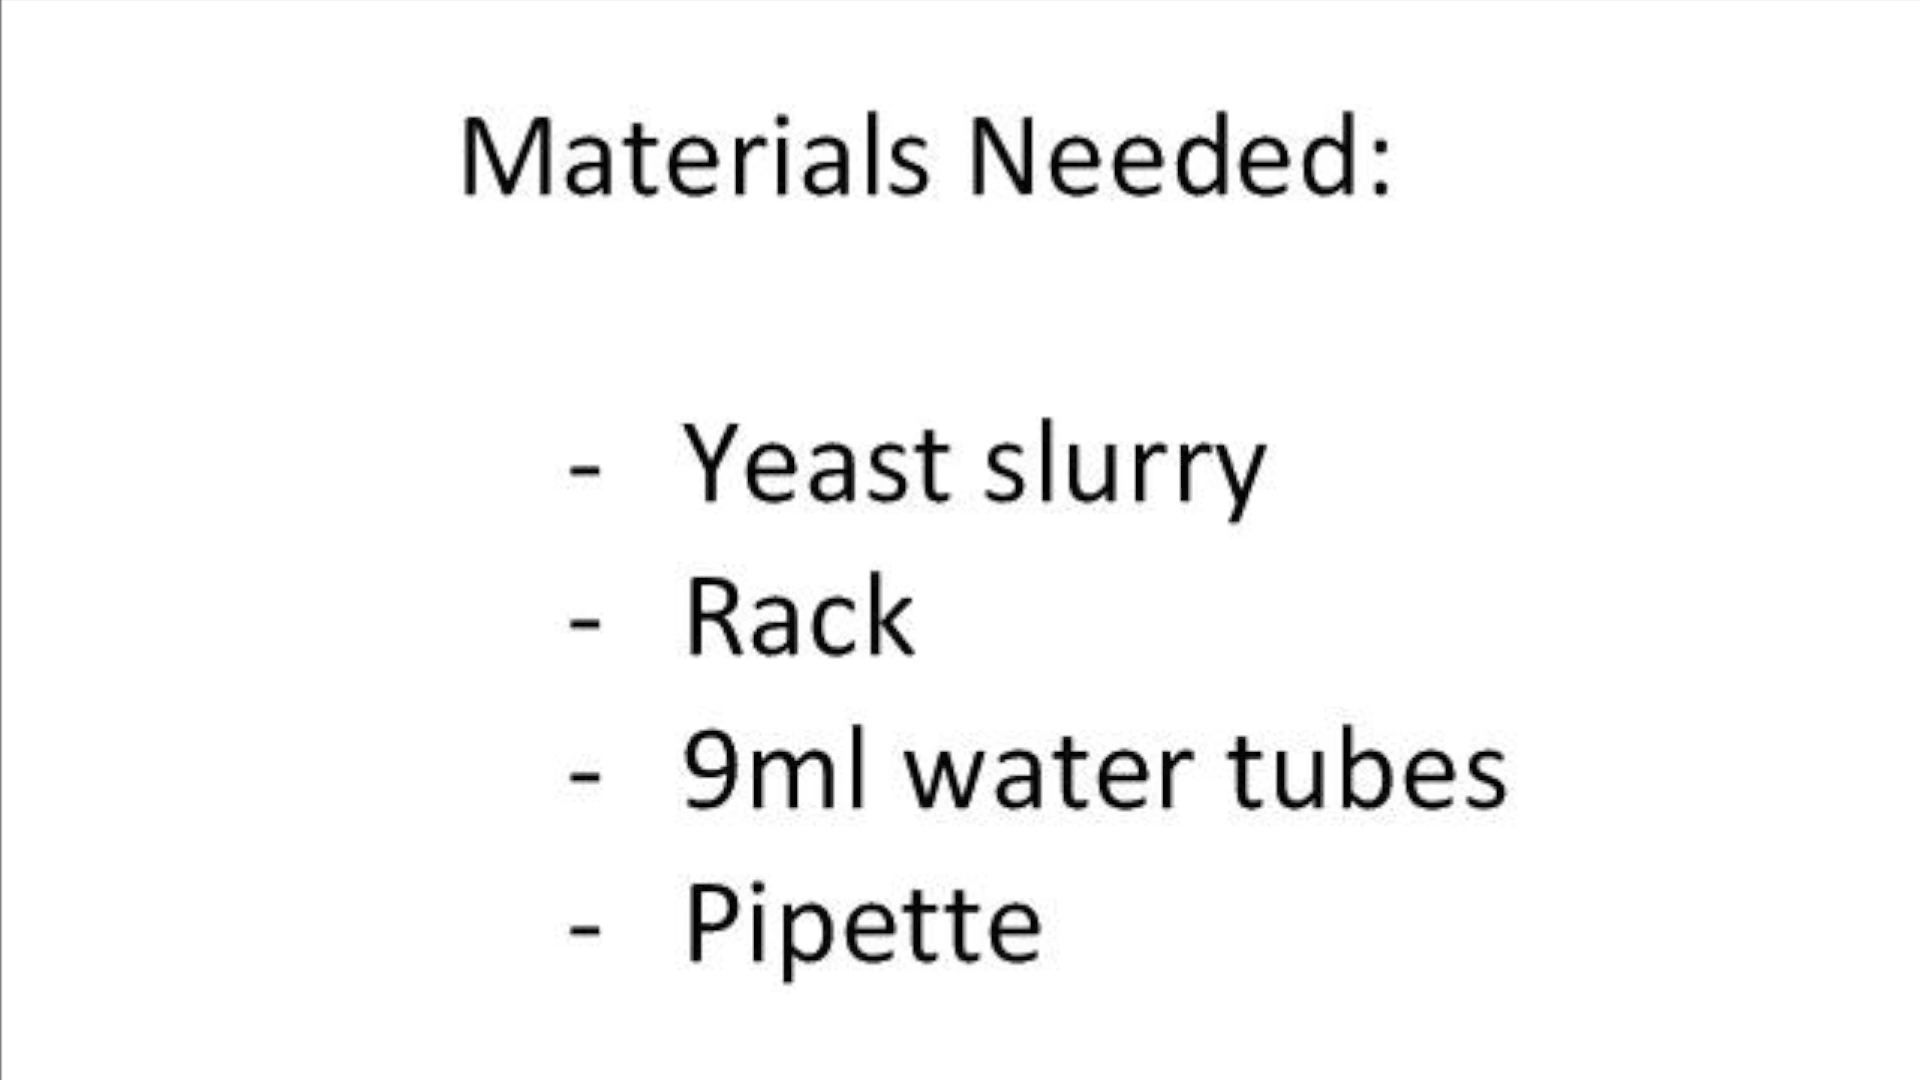 Materials Needed:
- Yeast slurry
- Rack
- 9ml water tubes
- Pipette